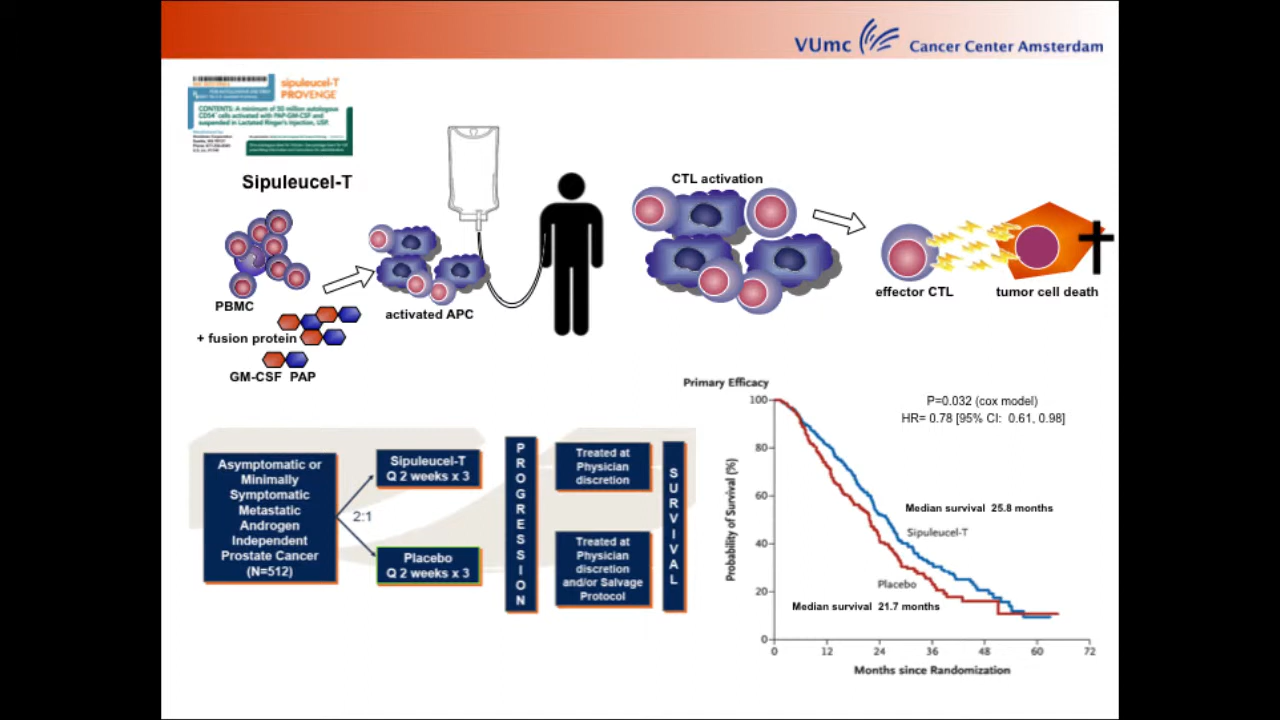 VUmc Cancer Center Amsterdam
sipuleucel-T
PROVENGE
CONTENTS: A minimum of 50 million autologous
CD54+ cells activated with PAP-GM-CSF and
suspended in Lactated Ringer's Injection, USP.
Sipuleucel-T
PBMC
+ fusion protein
GM-CSF PAP
activated APC
CTL activation
effector CTL
tumor cell death
Asymptomatic or
Minimally
Symptomatic
Metastatic
Androgen
Independent
Prostate Cancer
(N=512)
2:1
Sipuleucel-T
Q 2 weeks x 3
Placebo
Q 2 weeks x 3
PROGRESSION
Treated at
Physician
discretion
Treated at
Physician
discretion
and/or Salvage
Protocol
SURVIVAL
Primary Efficacy
P=0.032 (cox model)
HR= 0.78 [95% CI: 0.61, 0.98]
Probability of Survival (%)
100
80
60
40
20
0
Median survival 25.8 months
Sipuleucel-T
Placebo
Median survival 21.7 months
0 12 24 36 48 60 72
Months since Randomization